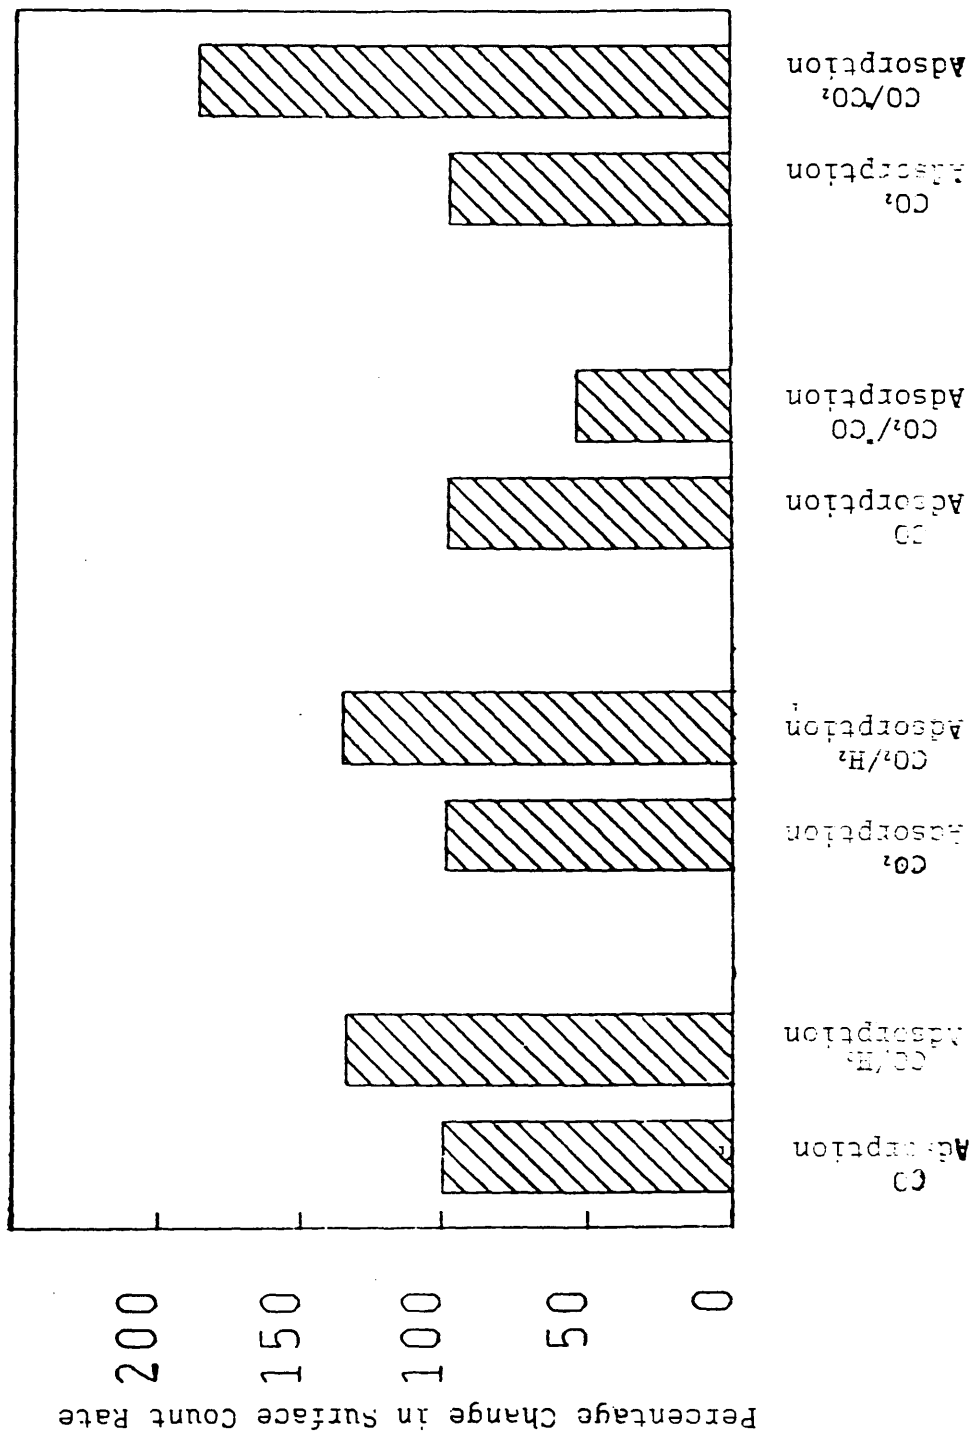 Percentage Change in Surface Count Rate
200
150
100
50
0
CO
Adsorption
CO/H₂
Adsorption
CO₂
Adsorption
CO₂/H₂
Adsorption
CO
Adsorption
CO₂/*CO
Adsorption
CO₂
Adsorption
CO/*CO₂
Adsorption